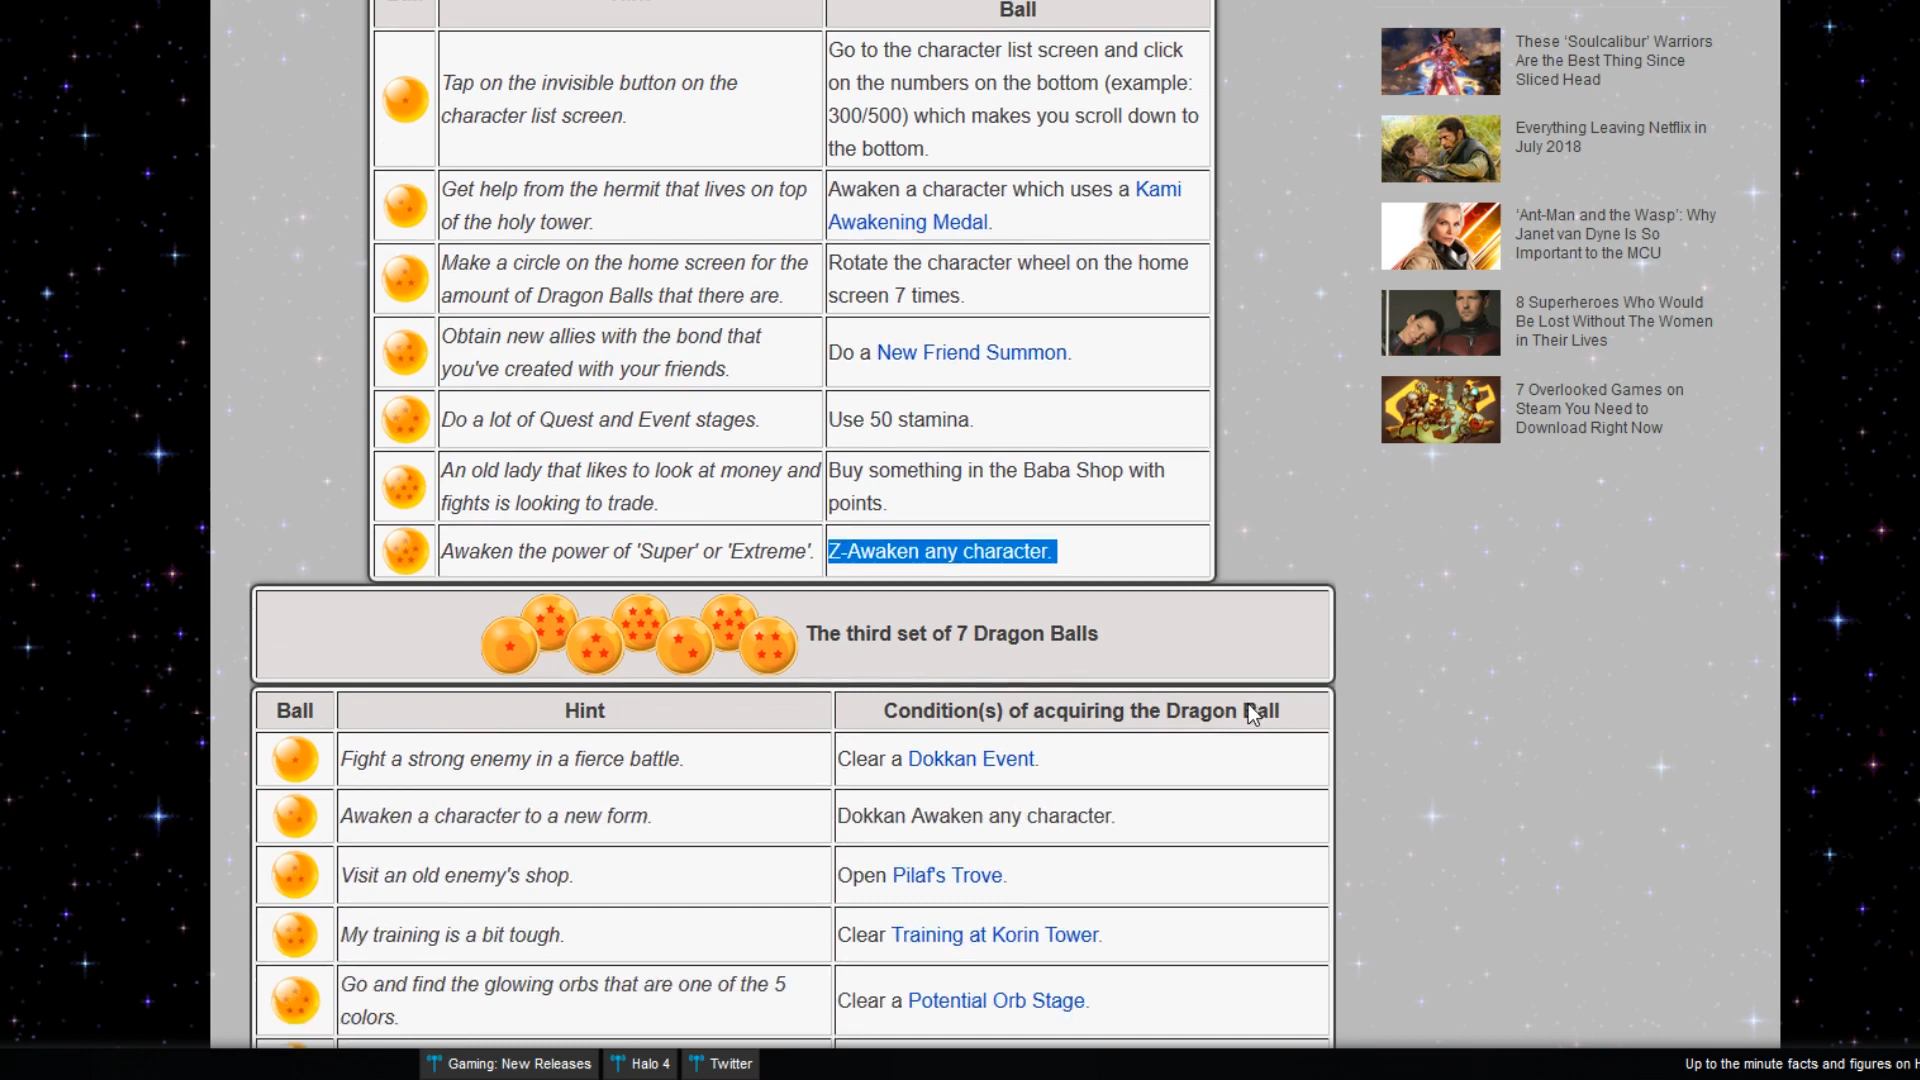 Ball
Tap on the invisible button on the
character list screen.
Go to the character list screen and click
on the numbers on the bottom (example:
300/500) which makes you scroll down to
the bottom.
Get help from the hermit that lives on top
of the holy tower.
Awaken a character which uses a Kami
Awakening Medal.
Make a circle on the home screen for the
amount of Dragon Balls that there are.
Rotate the character wheel on the home
screen 7 times.
Obtain new allies with the bond that
you've created with your friends.
Do a New Friend Summon.
Do a lot of Quest and Event stages.
Use 50 stamina.
An old lady that likes to look at money and
fights is looking to trade.
Buy something in the Baba Shop with
points.
Awaken the power of 'Super' or 'Extreme'.
Z-Awaken any character.
The third set of 7 Dragon Balls
Ball
Hint
Condition(s) of acquiring the Dragon Ball
Fight a strong enemy in a fierce battle.
Clear a Dokkan Event.
Awaken a character to a new form.
Dokkan Awaken any character.
Visit an old enemy's shop.
Open Pilaf's Trove.
My training is a bit tough.
Clear Training at Korin Tower.
Go and find the glowing orbs that are one of the 5
colors.
Clear a Potential Orb Stage.
These ‘Soulcalibur’ Warriors
Are the Best Thing Since
Sliced Head
Everything Leaving Netflix in
July 2018
‘Ant-Man and the Wasp’: Why
Janet van Dyne Is So
Important to the MCU
8 Superheroes Who Would
Be Lost Without The Women
in Their Lives
7 Overlooked Games on
Steam You Need to
Download Right Now
Gaming: New Releases
Halo 4
Twitter
Up to the minute facts and figures on H